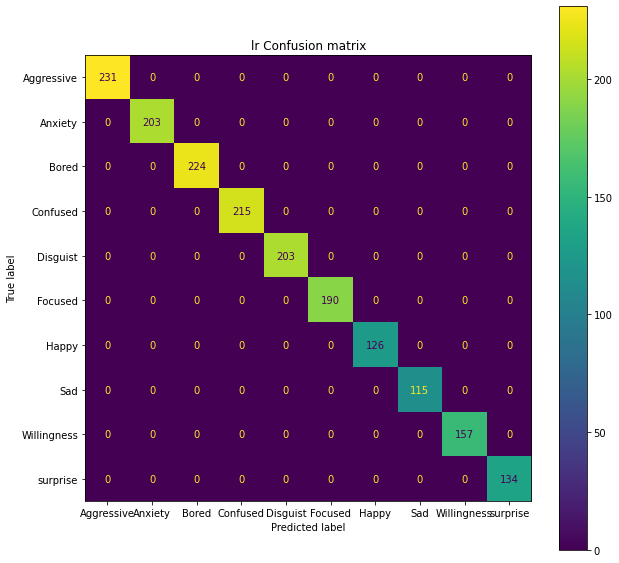 lr Confusion matrix
Aggressive 231 0 0 0 0 0 0 0 0 0
Anxiety 0 203 0 0 0 0 0 0 0 0
Bored 0 0 224 0 0 0 0 0 0 0
Confused 0 0 0 215 0 0 0 0 0 0
Disguist 0 0 0 0 203 0 0 0 0 0
Focused 0 0 0 0 0 190 0 0 0 0
Happy 0 0 0 0 0 0 126 0 0 0
Sad 0 0 0 0 0 0 0 115 0 0
Willingness 0 0 0 0 0 0 0 0 157 0
surprise 0 0 0 0 0 0 0 0 0 134
Aggressive Anxiety Bored Confused Disguist Focused Happy Sad Willingness surprise
Predicted label
True label
200
150
100
50
0